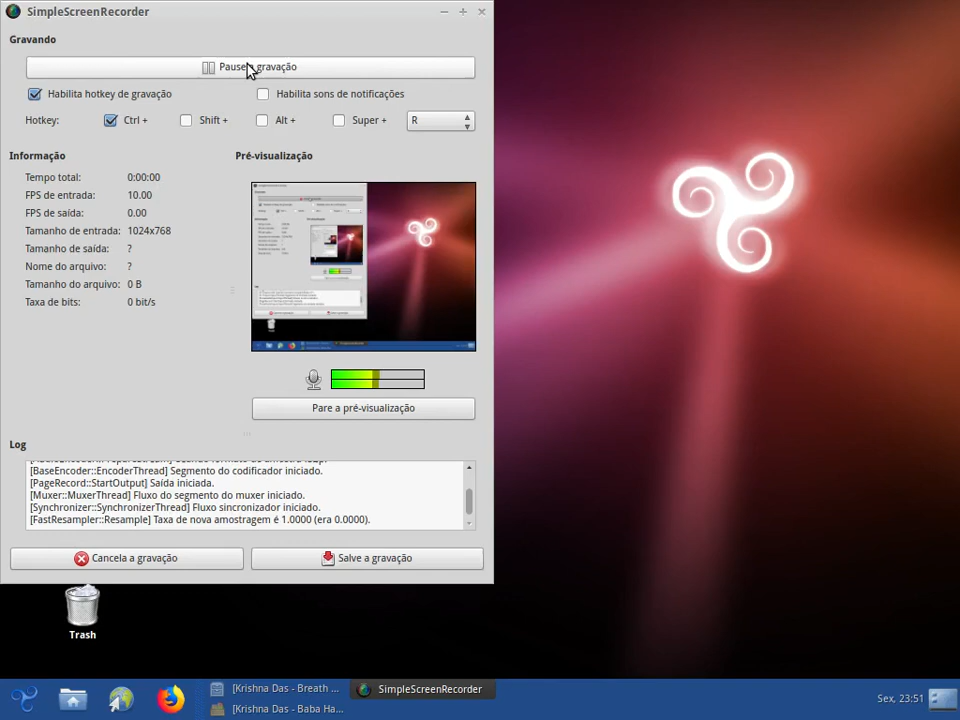 SimpleScreenRecorder
Gravando
Pause a gravação
Habilita hotkey de gravação
Habilita sons de notificações
Hotkey: Ctrl + Shift + Alt + Super + R
Informação
Pré-visualização
Tempo total: 0:00:00
FPS de entrada: 10.00
FPS de saída: 0.00
Tamanho de entrada: 1024x768
Tamanho de saída: ?
Nome do arquivo: ?
Tamanho do arquivo: 0 B
Taxa de bits: 0 bit/s
Pare a pré-visualização
Log
[BaseEncoder::EncoderThread] Segmento do codificador iniciado.
[PageRecord::StartOutput] Saída iniciada.
[Muxer::MuxerThread] Fluxo do segmento do muxer iniciado.
[Synchronizer::SynchronizerThread] Fluxo sincronizador iniciado.
[FastResampler::Resample] Taxa de nova amostragem é 1.0000 (era 0.0000).
Cancela a gravação
Salve a gravação
Trash
[Krishna Das - Breath ...
SimpleScreenRecorder
[Krishna Das - Baba Ha...
Sex, 23:51